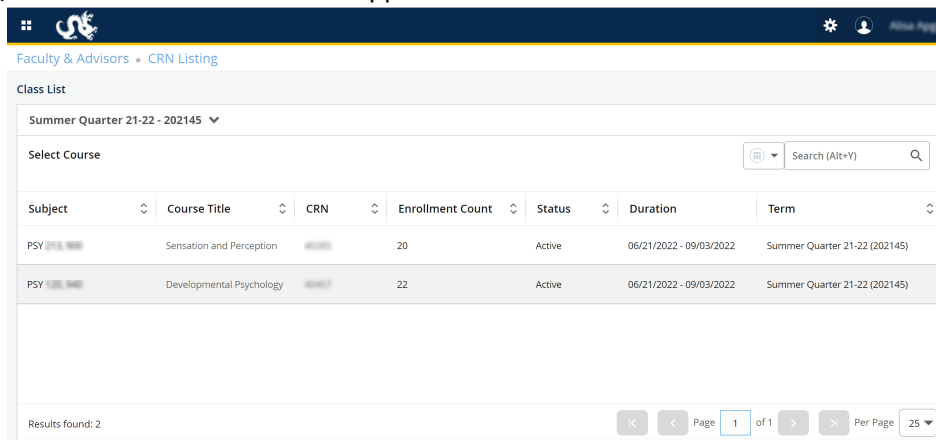 Faculty & Advisors • CRN Listing
Class List
Summer Quarter 21-22 - 202145
Select Course
Search (Alt+Y)
Subject Course Title CRN Enrollment Count Status Duration Term
PSY Sensation and Perception 20 Active 06/21/2022 - 09/03/2022 Summer Quarter 21-22 (202145)
PSY Developmental Psychology 22 Active 06/21/2022 - 09/03/2022 Summer Quarter 21-22 (202145)
Results found: 2 Page 1 of 1 Per Page 25